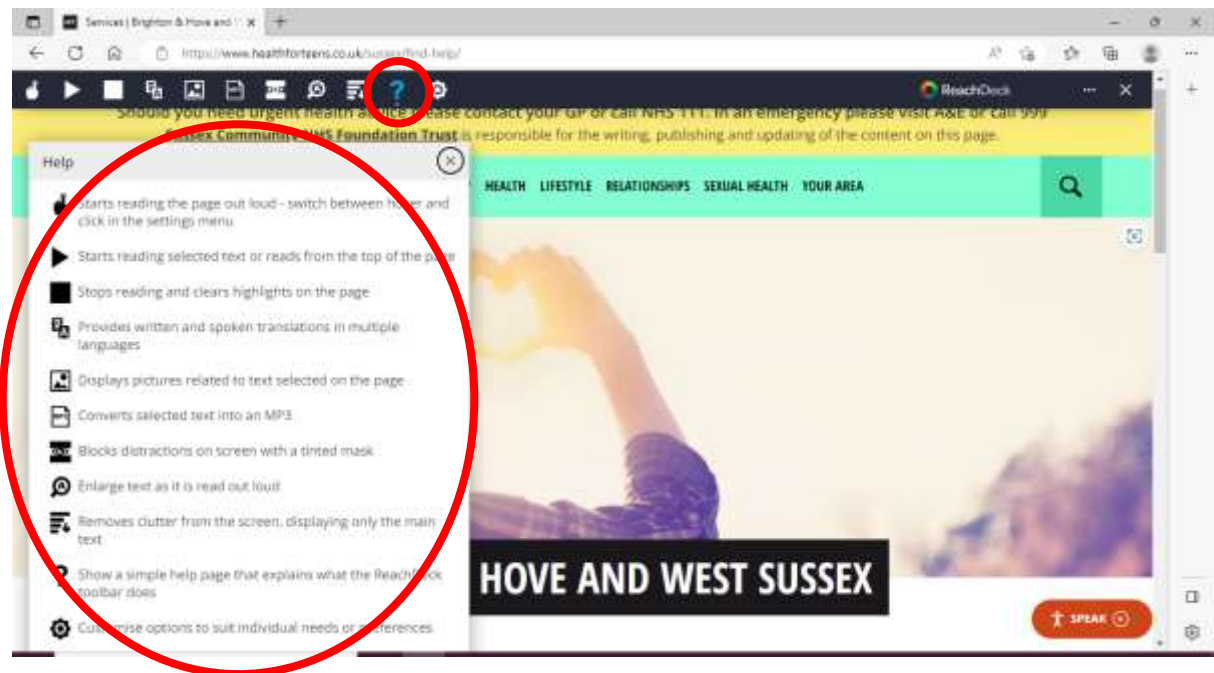 Services | Brighton & Hove and
https://www.healthforteens.co.uk/sussex/find-help/
ReachDeck
Should you need urgent health advice please contact your GP or call NHS 111. In an emergency please visit A&E or call 999
Sussex Community NHS Foundation Trust is responsible for the writing, publishing and updating of the content on this page.
HEALTH LIFESTYLE RELATIONSHIPS SEXUAL HEALTH YOUR AREA
Help
Starts reading the page out loud - switch between hover and
click in the settings menu
Starts reading selected text or reads from the top of the page
Stops reading and clears highlights on the page
Provides written and spoken translations in multiple
languages
Displays pictures related to text selected on the page
Converts selected text into an MP3
Blocks distractions on screen with a tinted mask
Enlarge text as it is read out loud
Removes clutter from the screen, displaying only the main
text
Show a simple help page that explains what the ReachDeck
toolbar does
Customise options to suit individual needs or preferences
HOVE AND WEST SUSSEX
SPEAK